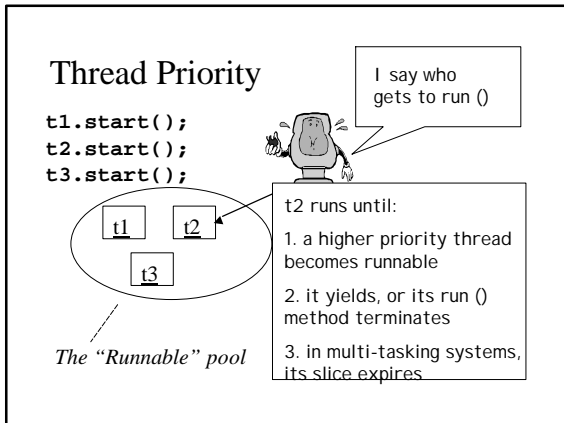 Thread Priority
I say who
gets to run ()
t1.start();
t2.start();
t3.start();
t1
t2
t3
The “Runnable” pool
t2 runs until:
1. a higher priority thread
becomes runnable
2. it yields, or its run ()
method terminates
3. in multi-tasking systems,
its slice expires